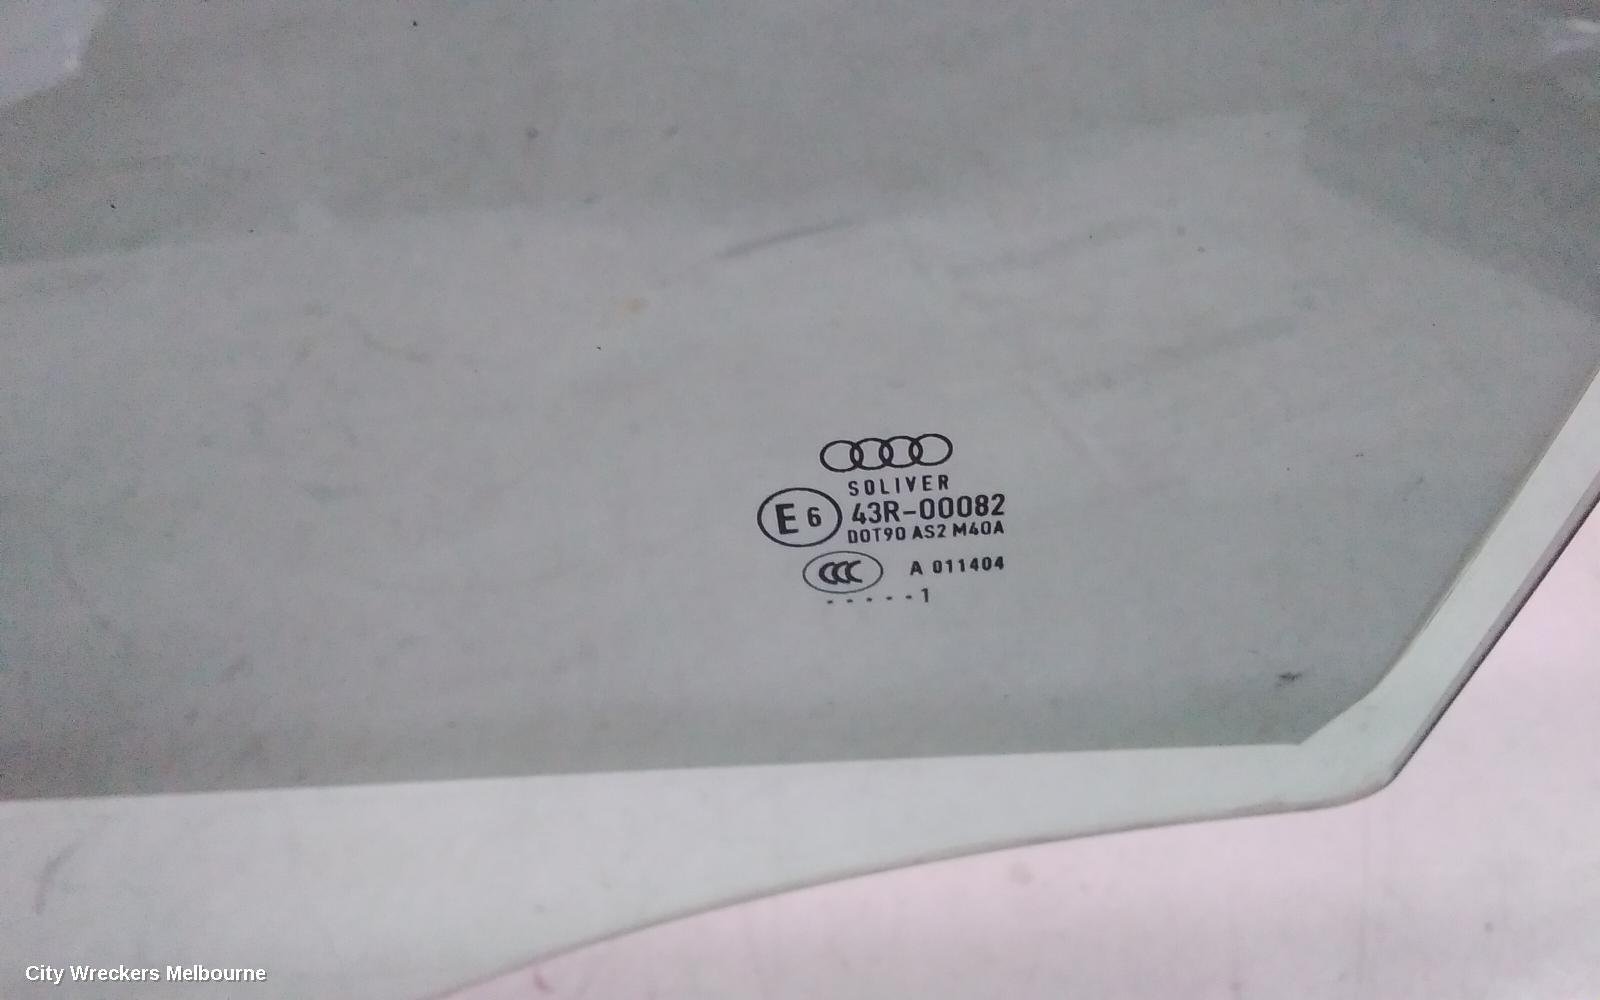 SOLIVER
E6 43R-00082
DOT90 AS2 M40A
CCC A 011404
.....1
City Wreckers Melbourne